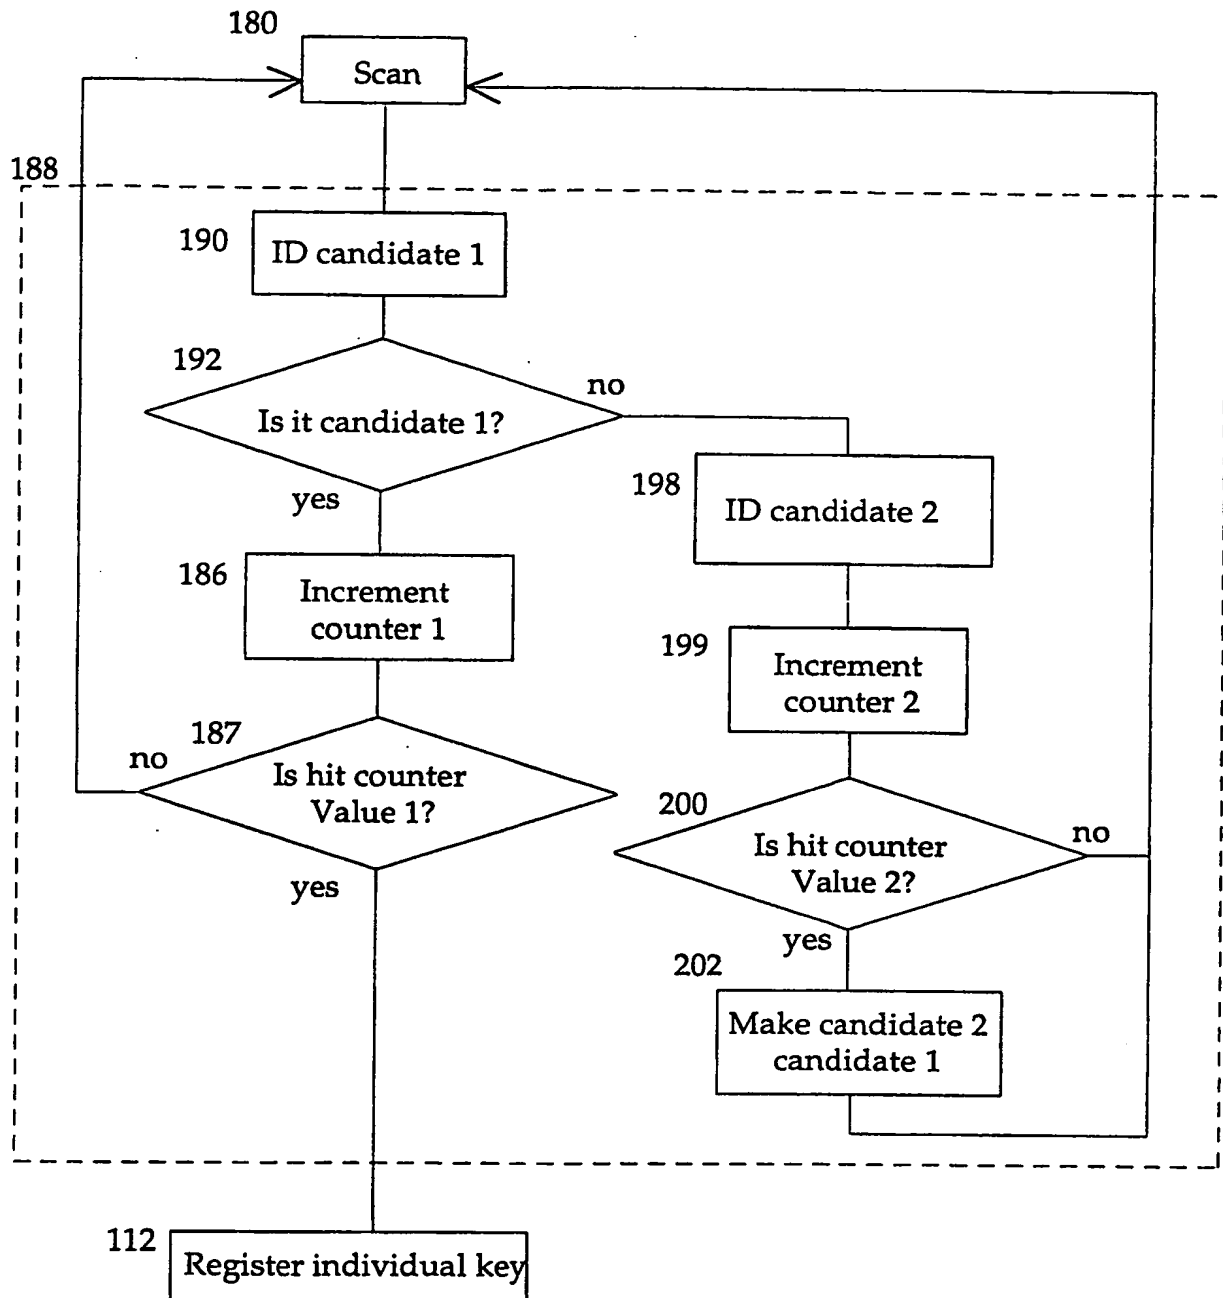 180
Scan
188
190
ID candidate 1
192
no
Is it candidate 1?
yes
198
ID candidate 2
186
Increment
counter 1
199
Increment
counter 2
187
no
Is hit counter
Value 1?
yes
200
no
Is hit counter
Value 2?
yes
202
Make candidate 2
candidate 1
112
Register individual key